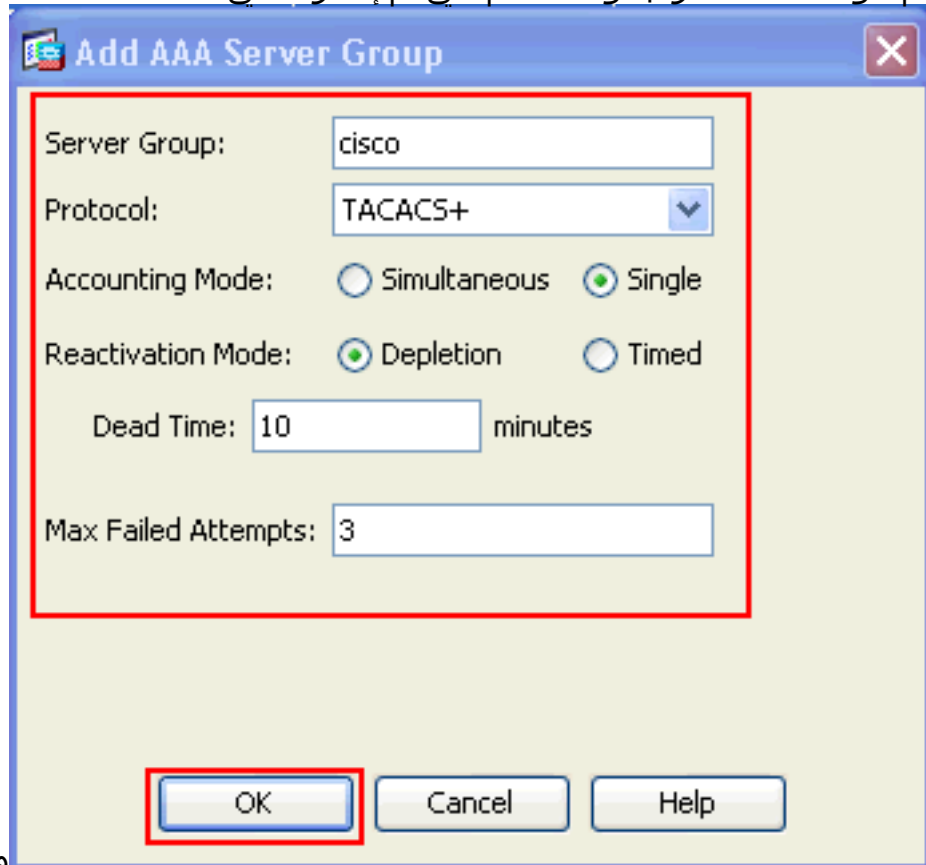 Add AAA Server Group
Server Group: cisco
Protocol: TACACS+
Accounting Mode: Simultaneous Single
Reactivation Mode: Depletion Timed
Dead Time: 10 minutes
Max Failed Attempts: 3
OK Cancel Help